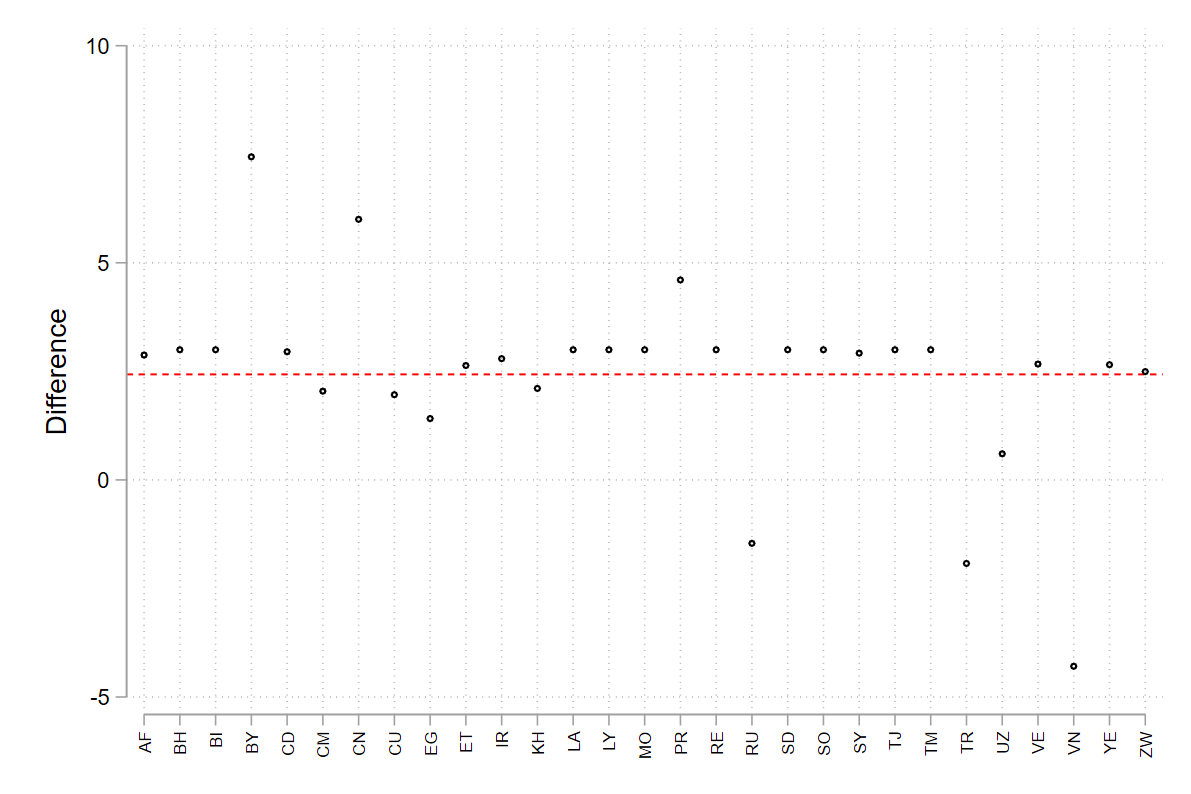 10
5
0
-5
Difference
AF BH BI BY CD CM CN CU EG ET IR KH LA LY MO PR RE RU SD SO SY TJ TM TR UZ VE VN YE ZW